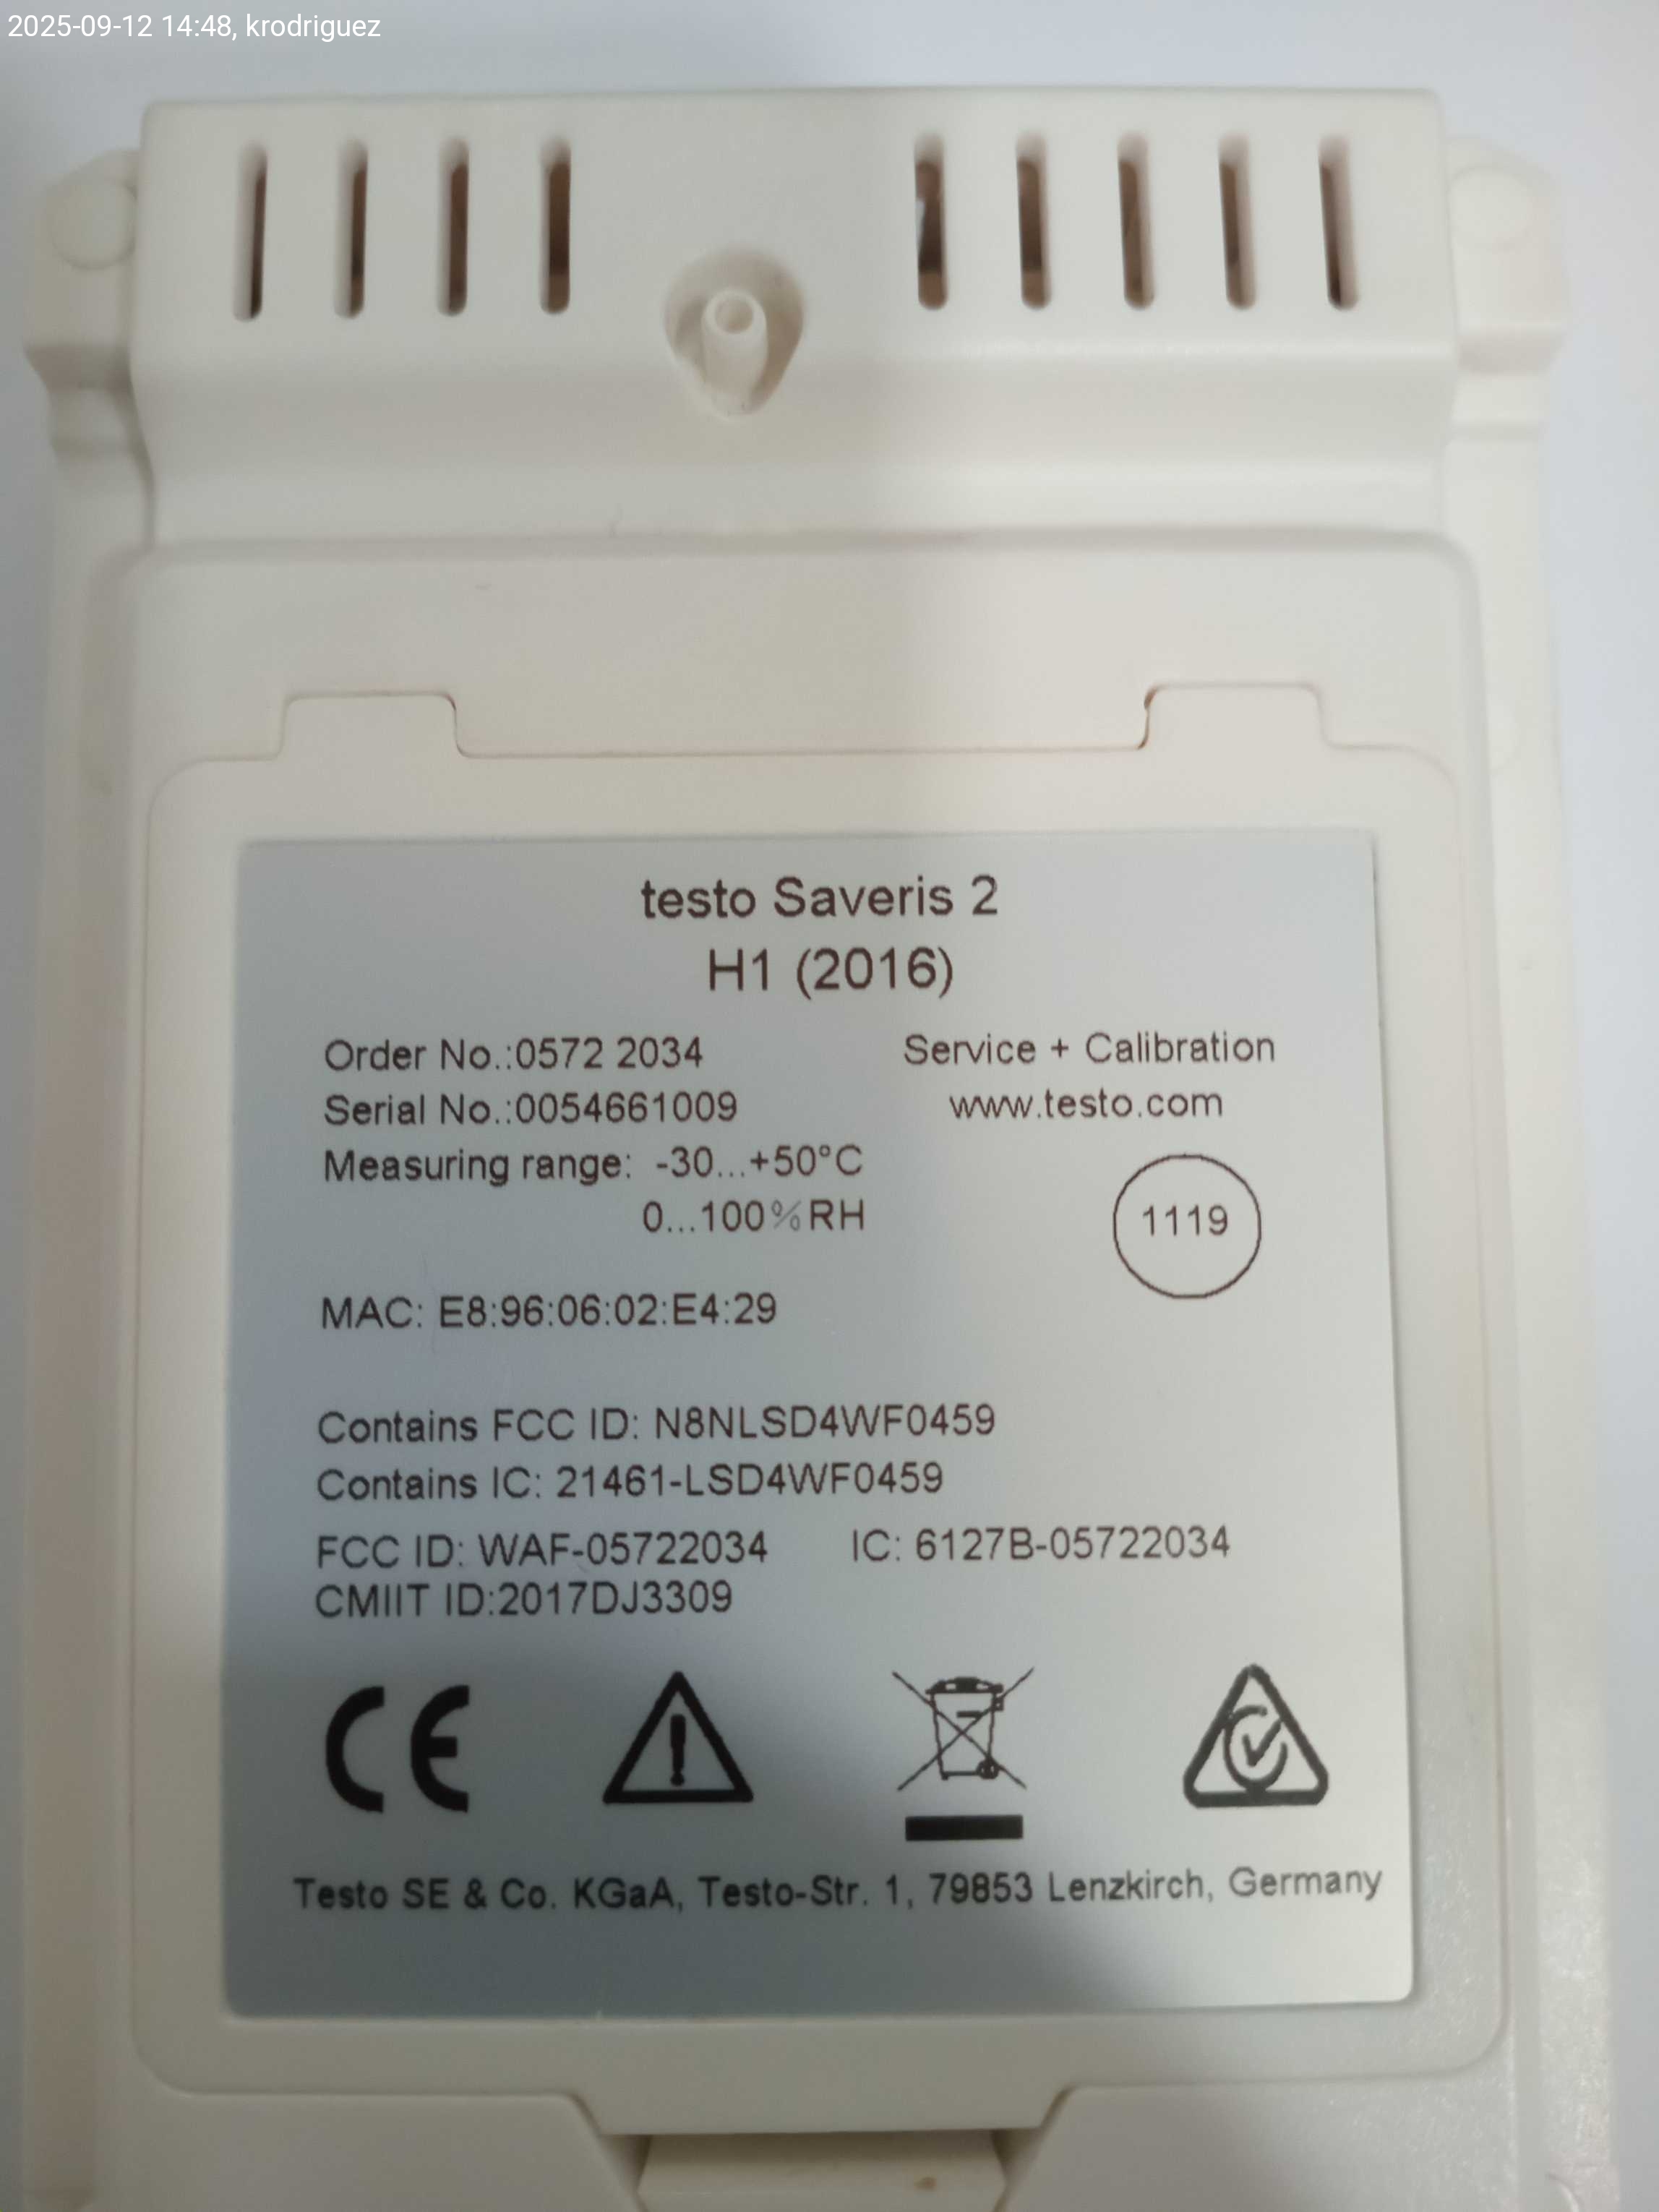 2025-09-12 14:48, krodriguez
testo Saveris 2
H1 (2016)
Order No.:0572 2034
Serial No.:0054661009
Measuring range: -30...+50°C
0...100%RH
Service + Calibration
www.testo.com
1119
MAC: E8:96:06:02:E4:29
Contains FCC ID: N8NLSD4WF0459
Contains IC: 21461-LSD4WF0459
FCC ID: WAF-05722034 IC: 6127B-05722034
CMIIT ID:2017DJ3309
CE
Testo SE & Co. KGaA, Testo-Str. 1, 79853 Lenzkirch, Germany